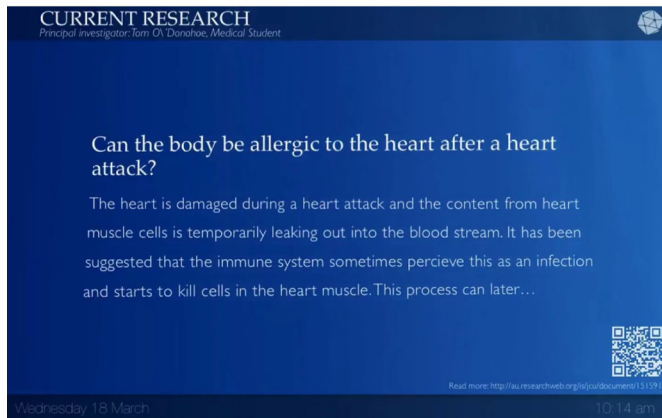 CURRENT RESEARCH
Principal investigator: Tom O\'Donohoe, Medical Student
Can the body be allergic to the heart after a heart
attack?
The heart is damaged during a heart attack and the content from heart
muscle cells is temporarily leaking out into the blood stream. It has been
suggested that the immune system sometimes percieve this as an infection
and starts to kill cells in the heart muscle. This process can later...
Read more: http://au.researchweb.org/is/jcu/document/151591
Wednesday 18 March
10:14 am